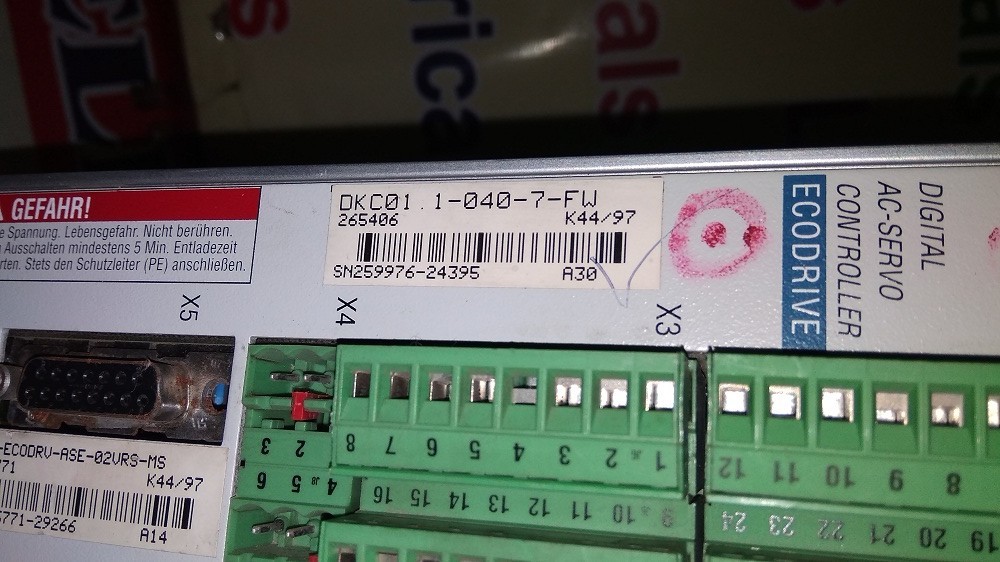 rica
als
GEFAHR!
Spannung. Lebensgefahr. Nicht berühren.
Ausschalten mindestens 5 Min. Entladezeit
Stets den Schutzleiter (PE) anschließen.
DKC01.1-040-7-FW
265406 K44/97
SN259976-24395 A30
DIGITAL
AC-SERVO
CONTROLLER
ECODRIVE
X5
X4
X3
-ECODRV-ASE-02VRS-MS
771
K44/97
5771-29266
A14
3 2
6 5 4
8 7 6 5 4 3 2 1
16 15 14 13 12 11 10 9
12 11 10 9 8
24 23 22 21 20 19